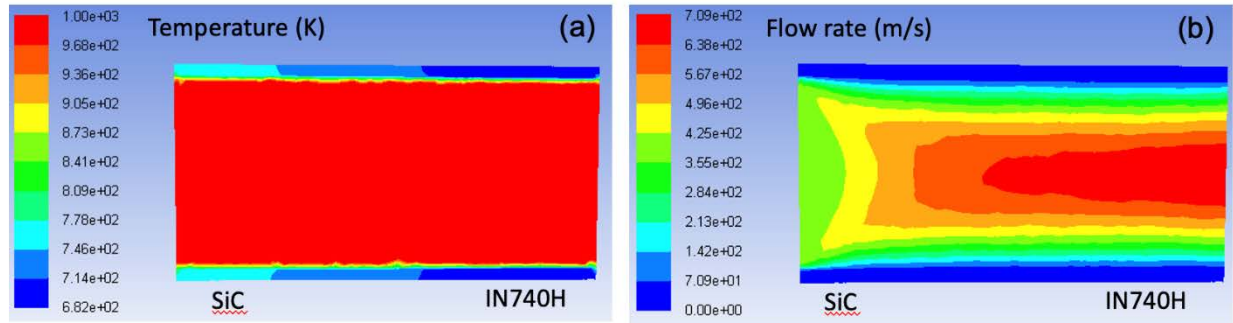 Temperature (K)
(a)
1.00e+03
9.68e+02
9.36e+02
9.05e+02
8.73e+02
8.41e+02
8.09e+02
7.78e+02
7.46e+02
7.14e+02
6.82e+02
SiC
IN740H
Flow rate (m/s)
(b)
7.09e+02
6.38e+02
5.67e+02
4.96e+02
4.25e+02
3.55e+02
2.84e+02
2.13e+02
1.42e+02
7.09e+01
0.00e+00
SiC
IN740H